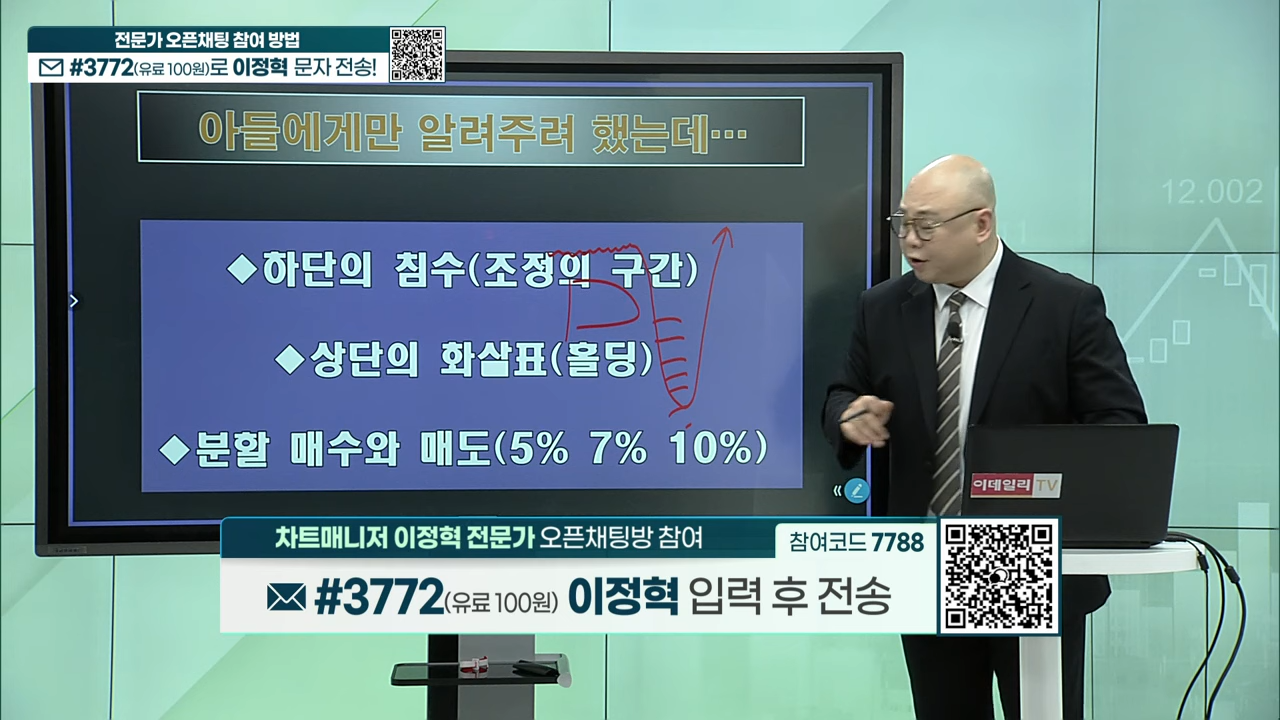 전문가 오픈채팅 참여 방법
#3772(유료 100원)로 이정혁 문자 전송!
아들에게만 알려주려 했는데…
12.002
◆하단의 침수(조정의 구간)
◆상단의 화살표(홀딩)
◆분할 매수와 매도(5% 7% 10%)
이데일리TV
차트매니저 이정혁 전문가 오픈채팅방 참여
참여코드 7788
#3772(유료 100원) 이정혁 입력 후 전송